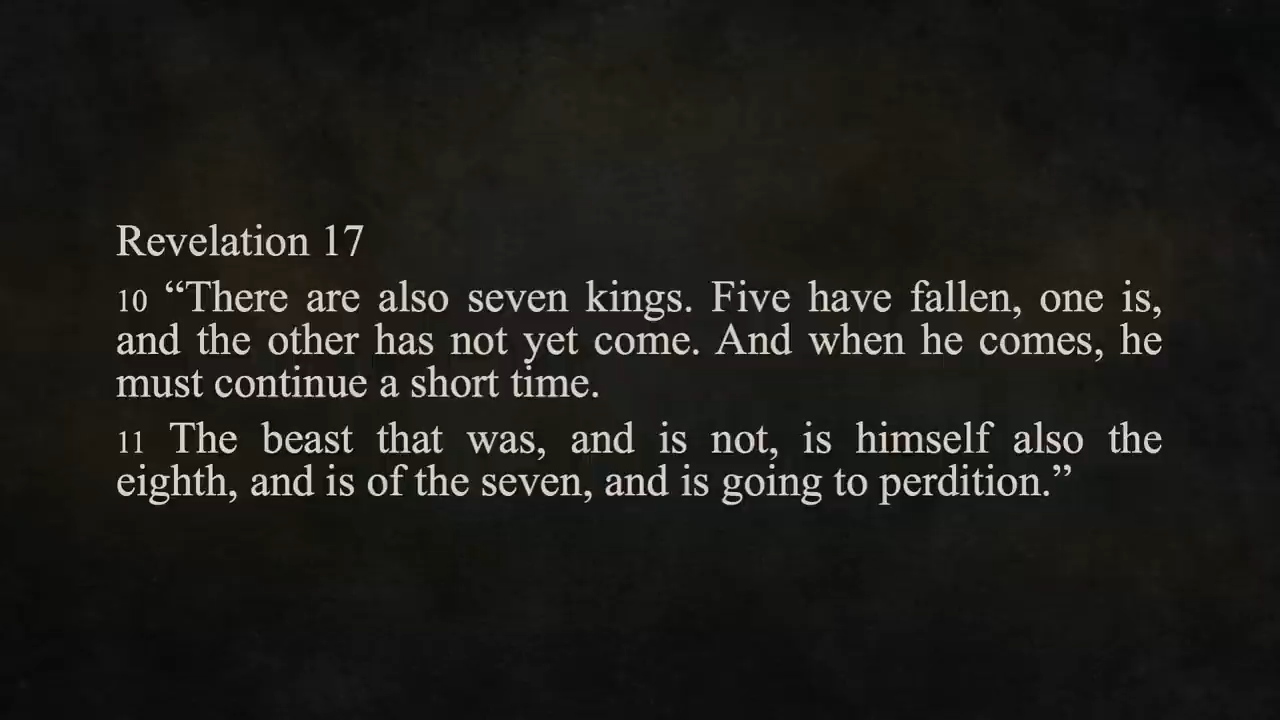 Revelation 17
10 “There are also seven kings. Five have fallen, one is,
and the other has not yet come. And when he comes, he
must continue a short time.
11 The beast that was, and is not, is himself also the
eighth, and is of the seven, and is going to perdition.”